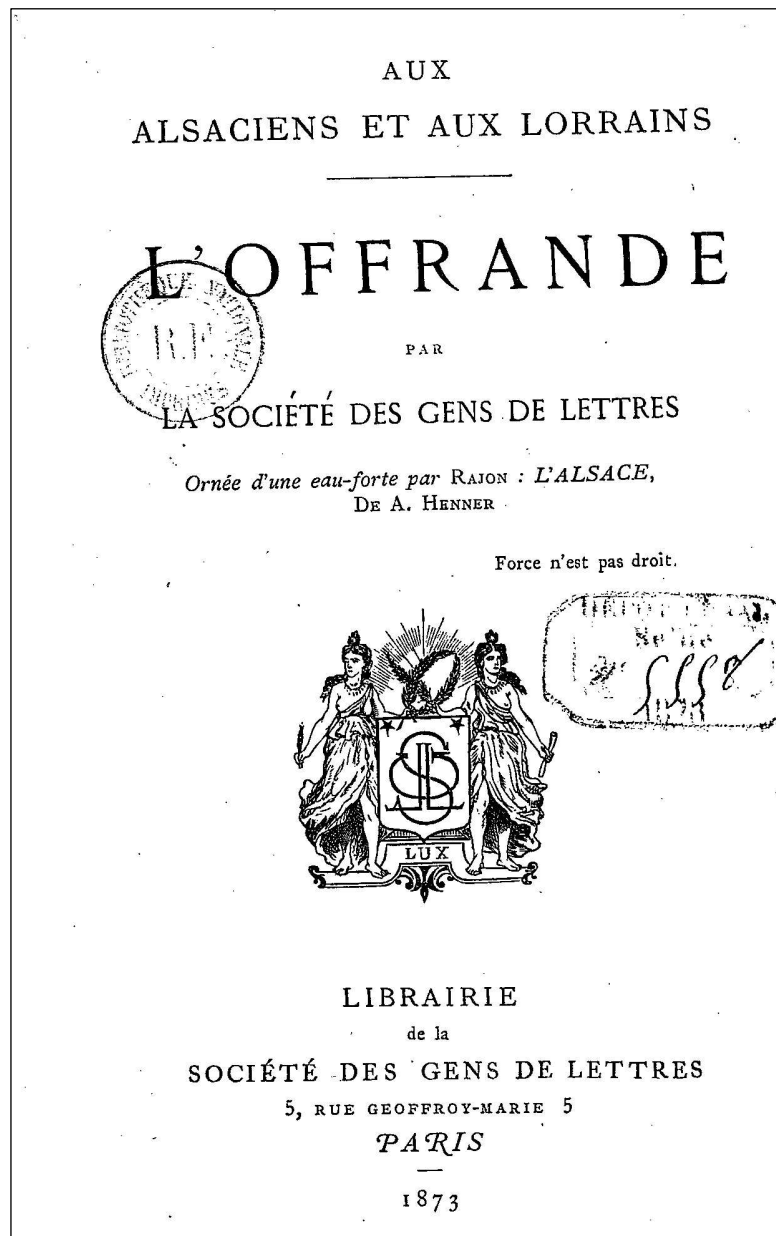 AUX
ALSACIENS ET AUX LORRAINS
L'OFFRANDE
PAR
LA SOCIÉTÉ DES GENS DE LETTRES
Ornée d'une eau-forte par RAJON : L'ALSACE,
DE A. HENNER
Force n'est pas droit.
R.F.
Seine
LUX
LIBRAIRIE
de la
SOCIÉTÉ DES GENS DE LETTRES
5, RUE GEOFFROY-MARIE 5
PARIS
1873